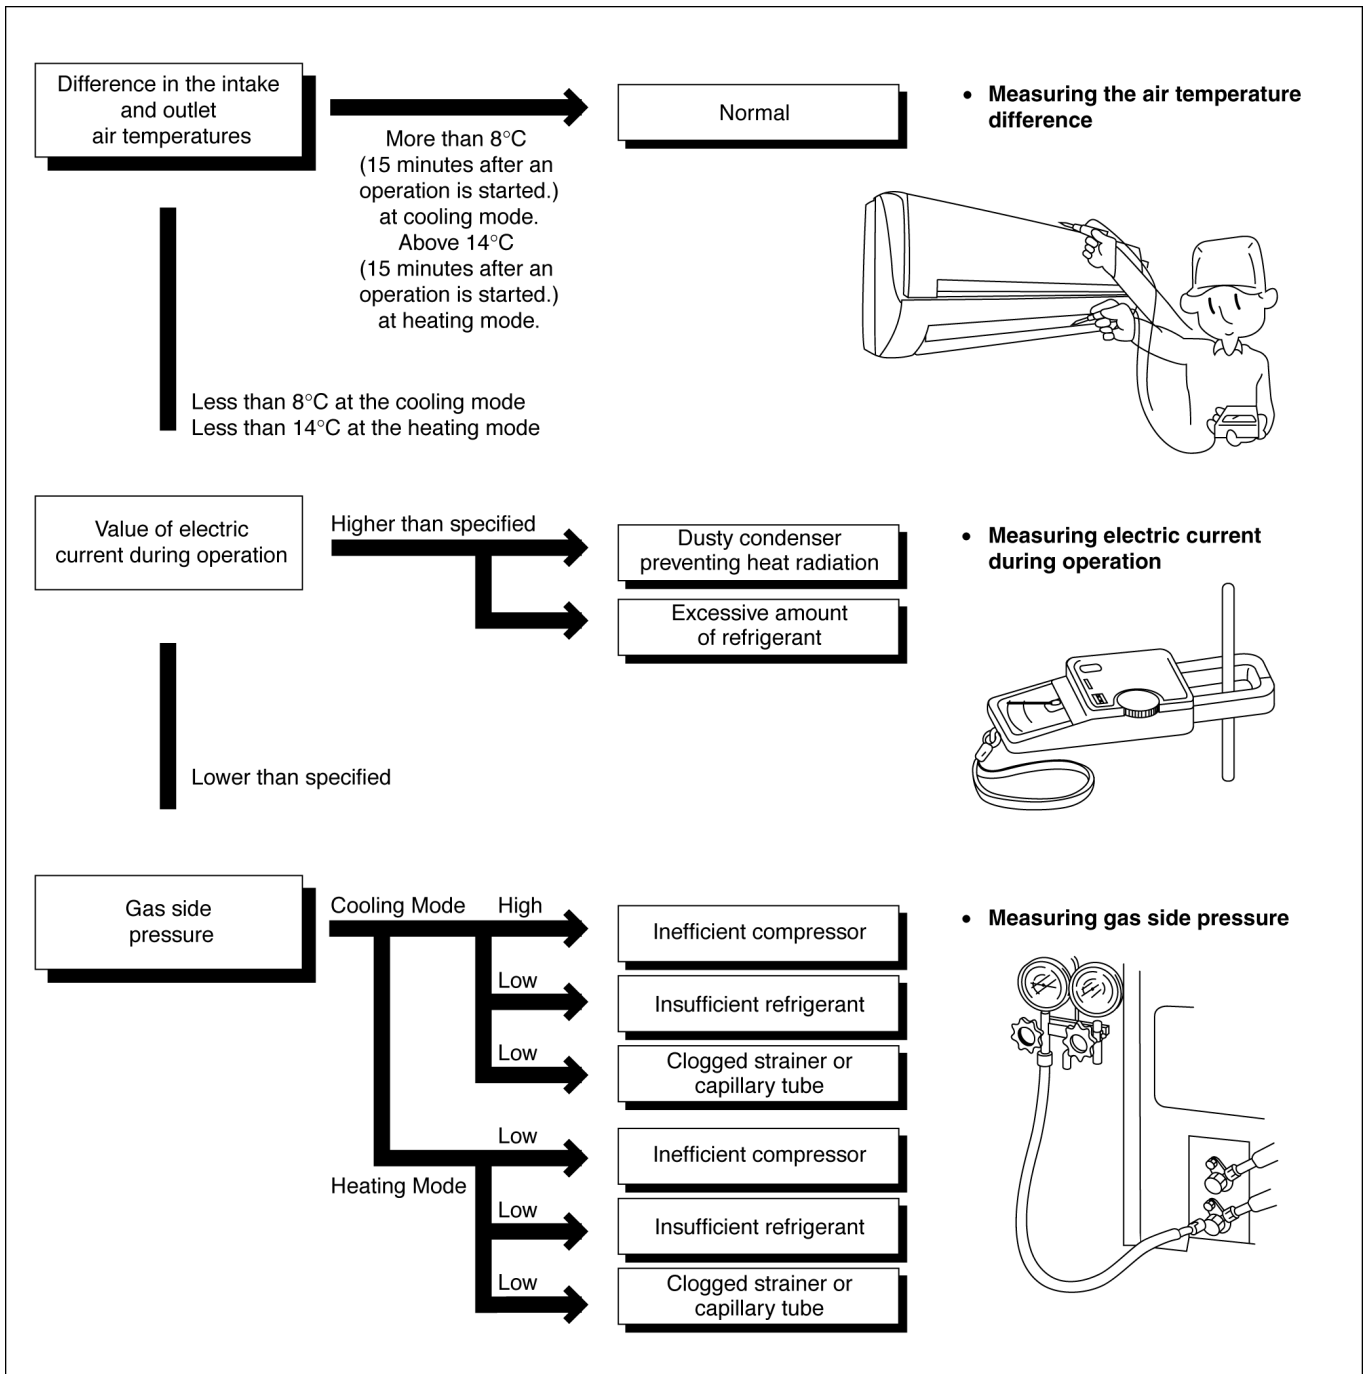 Difference in the intake
and outlet
air temperatures
More than 8°C
(15 minutes after an
operation is started.)
at cooling mode.
Above 14°C
(15 minutes after an
operation is started.)
at heating mode.
Normal
• Measuring the air temperature
difference
Less than 8°C at the cooling mode
Less than 14°C at the heating mode
Value of electric
current during operation
Higher than specified
Dusty condenser
preventing heat radiation
Excessive amount
of refrigerant
• Measuring electric current
during operation
Lower than specified
Gas side
pressure
Cooling Mode
High
Inefficient compressor
Low
Insufficient refrigerant
Low
Clogged strainer or
capillary tube
Heating Mode
Low
Inefficient compressor
Low
Insufficient refrigerant
Low
Clogged strainer or
capillary tube
• Measuring gas side pressure